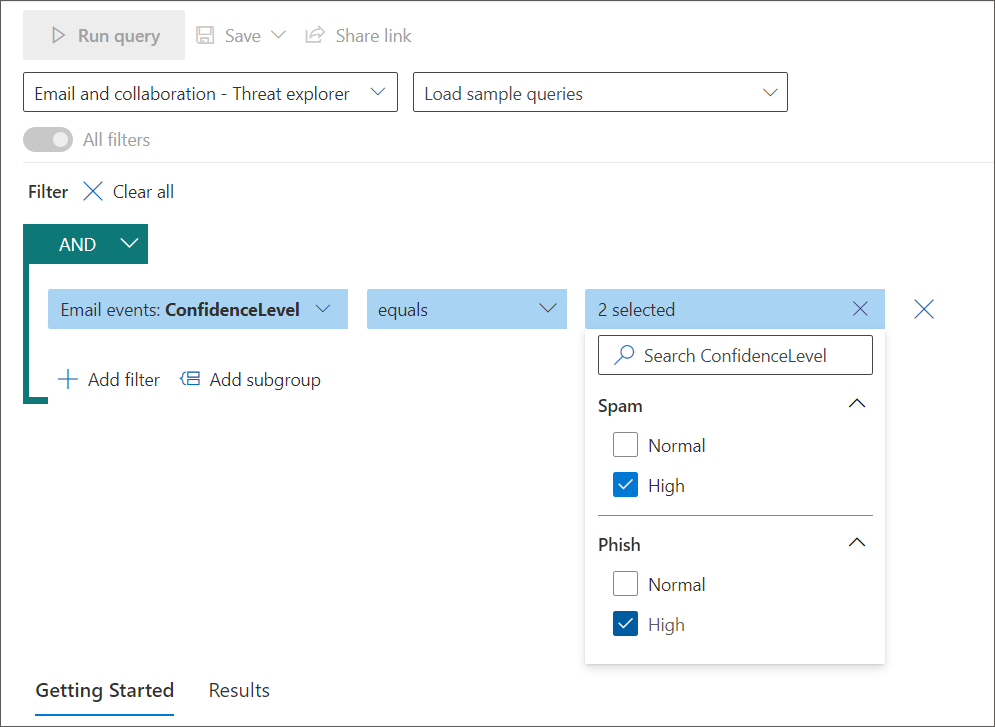 Run query Save Share link
Email and collaboration - Threat explorer Load sample queries
All filters
Filter Clear all
AND
Email events: ConfidenceLevel equals 2 selected
Search ConfidenceLevel
Add filter Add subgroup
Spam
Normal
High
Phish
Normal
High
Getting Started Results